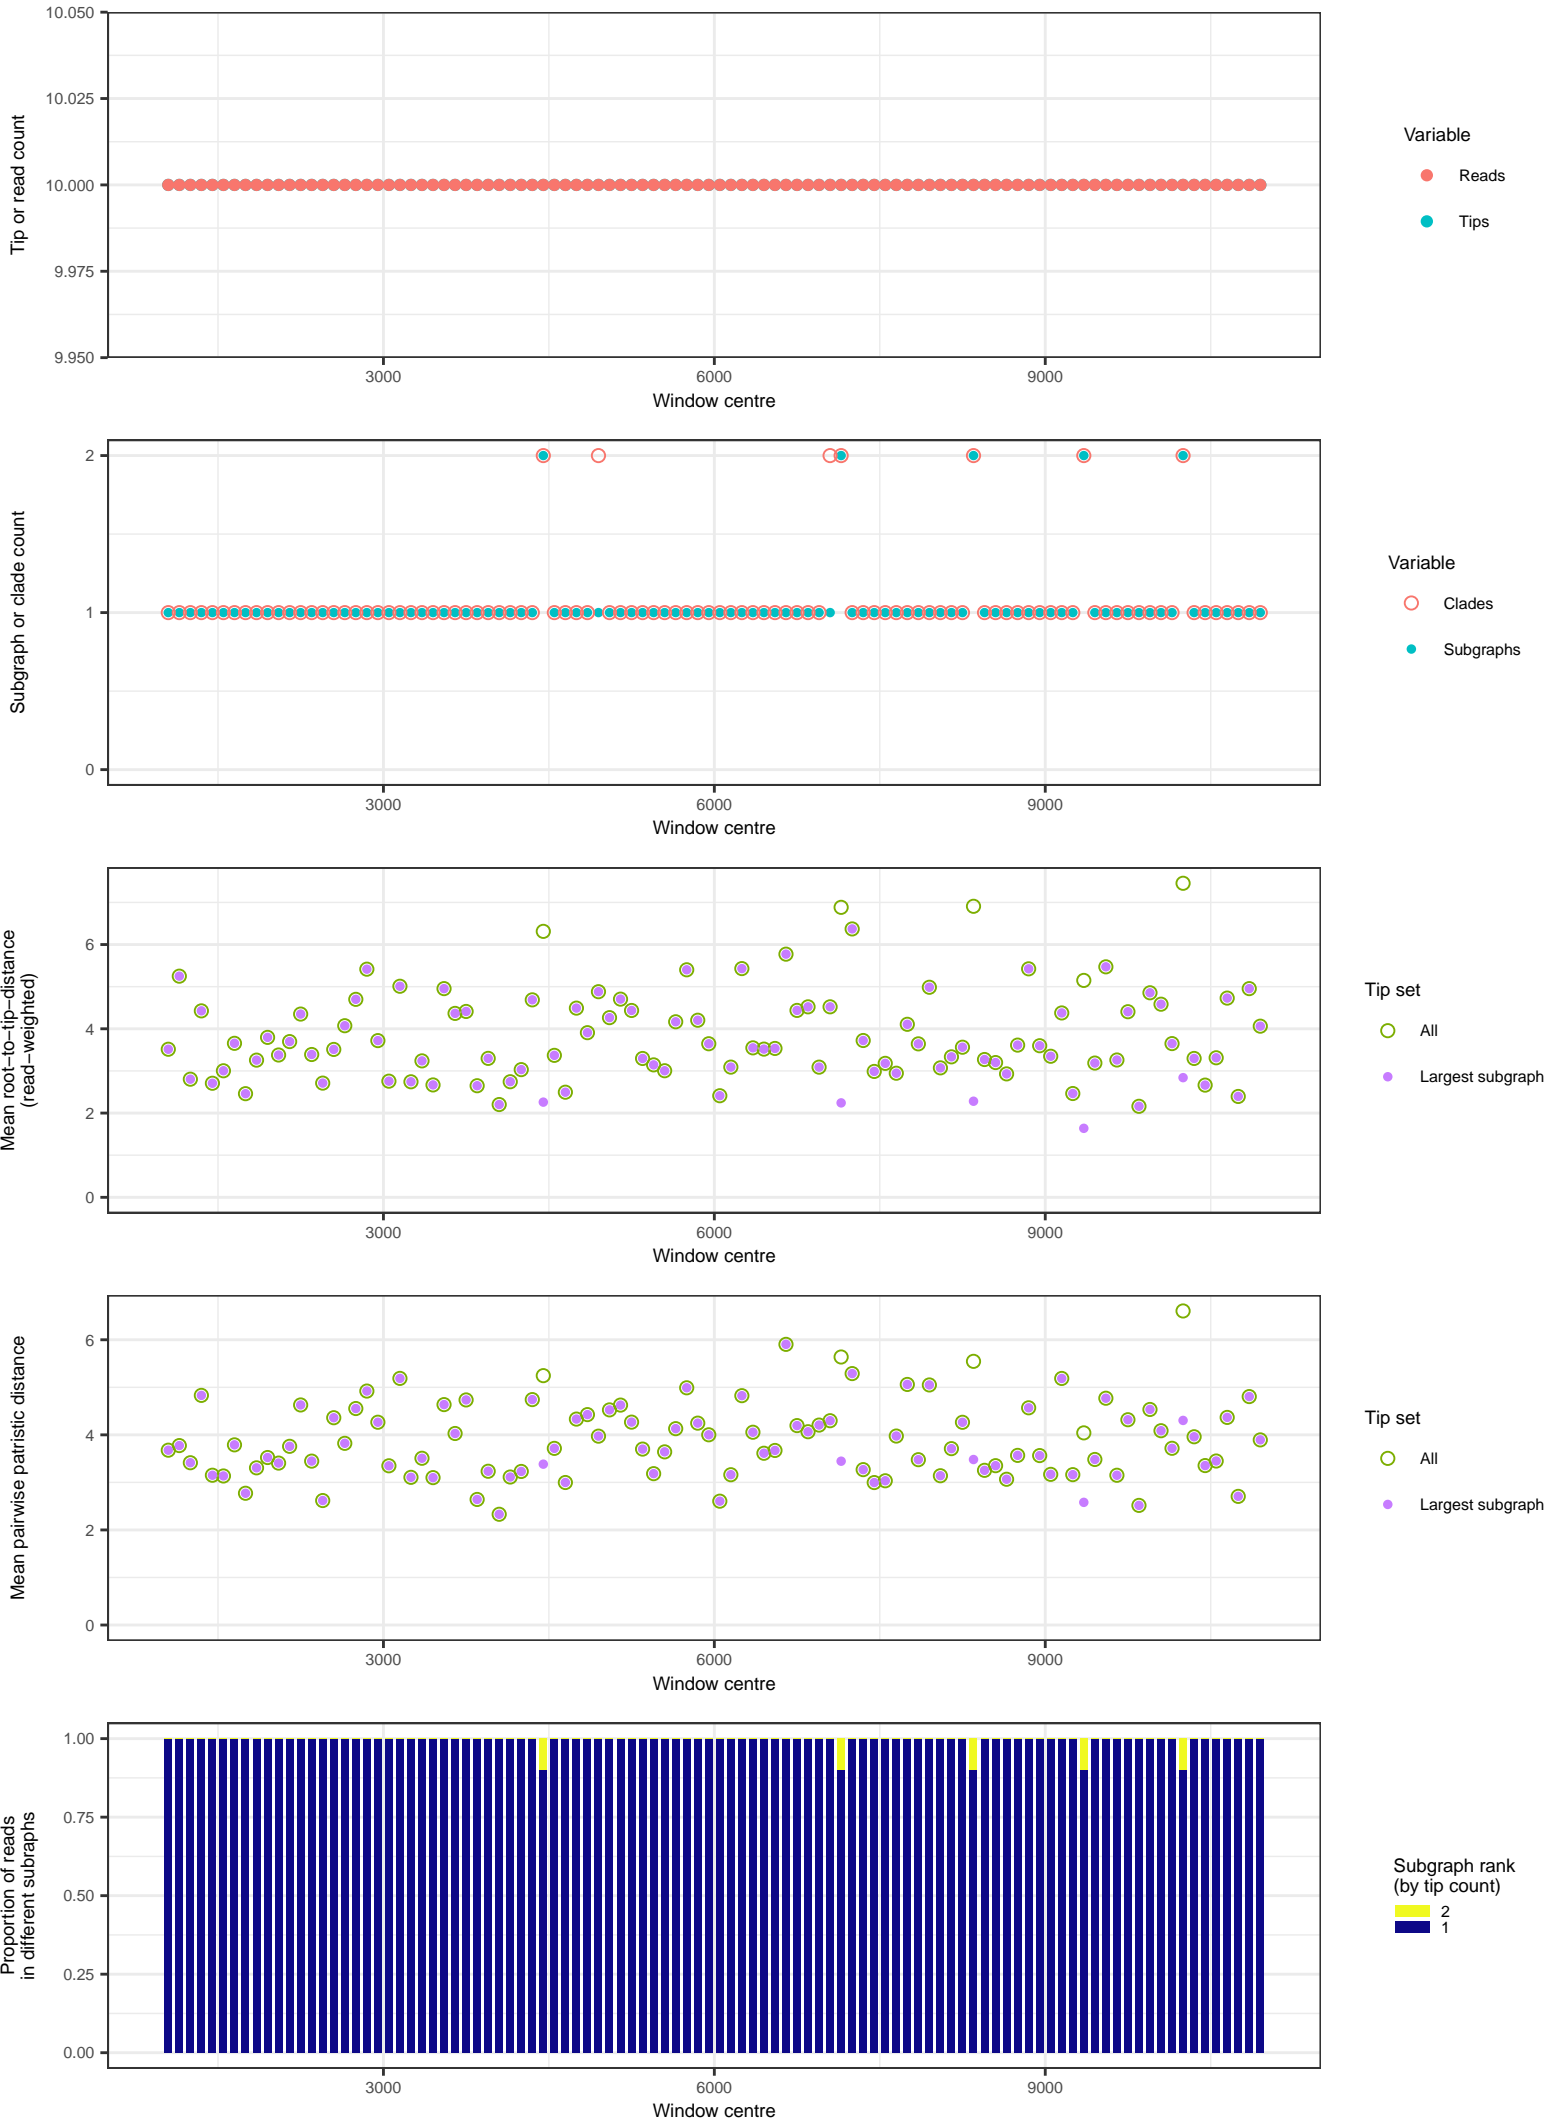 10.050
10.025
10.000
9.975
9.950
Tip or read count
3000 6000 9000
Window centre
Variable
Reads
Tips
2
1
0
Subgraph or clade count
3000 6000 9000
Window centre
Variable
Clades
Subgraphs
6
4
2
0
Mean root−to−tip−distance
(read−weighted)
3000 6000 9000
Window centre
Tip set
All
Largest subgraph
6
4
2
0
Mean pairwise patristic distance
3000 6000 9000
Window centre
Tip set
All
Largest subgraph
1.00
0.75
0.50
0.25
0.00
Proportion of reads
in different subraphs
3000 6000 9000
Window centre
Subgraph rank
(by tip count)
2
1